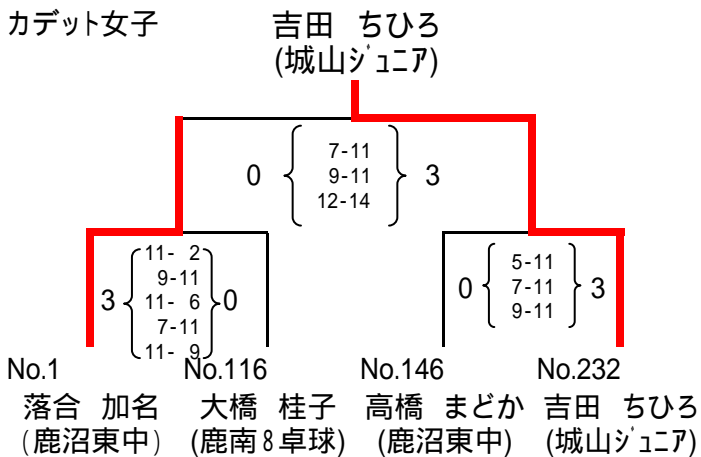 カデット女子
吉田 ちひろ
(城山ｼﾞｭﾆｱ)
0 7-11 9-11 12-14 3
3 11- 2 9-11 11- 6 7-11 11- 9 0
0 5-11 7-11 9-11 3
No.1 No.116 No.146 No.232
落合 加名 大橋 桂子 高橋 まどか 吉田 ちひろ
(鹿沼東中) (鹿南8卓球) (鹿沼東中) (城山ｼﾞｭﾆｱ)